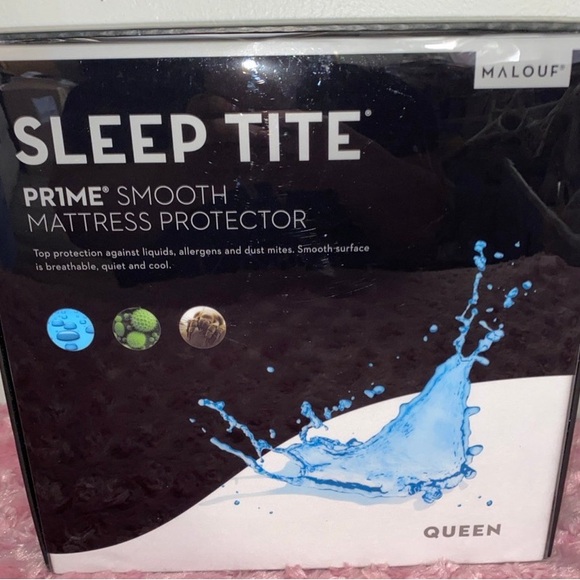 MALOUF®
SLEEP TITE®
PR1ME® SMOOTH
MATTRESS PROTECTOR
Top protection against liquids, allergens and dust mites. Smooth surface
is breathable, quiet and cool.
QUEEN